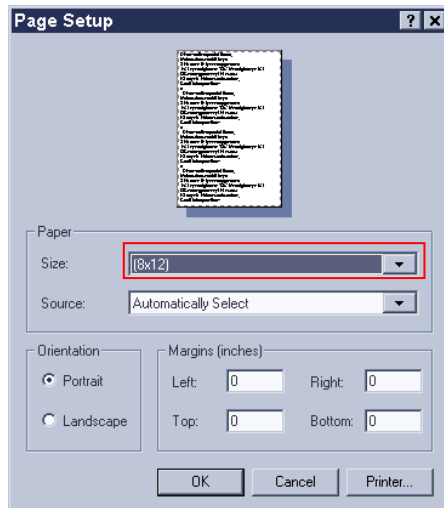 Page Setup
Paper
Size: (8x12)
Source: Automatically Select
Orientation
Portrait
Landscape
Margins (inches)
Left: 0 Right: 0
Top: 0 Bottom: 0
OK Cancel Printer...